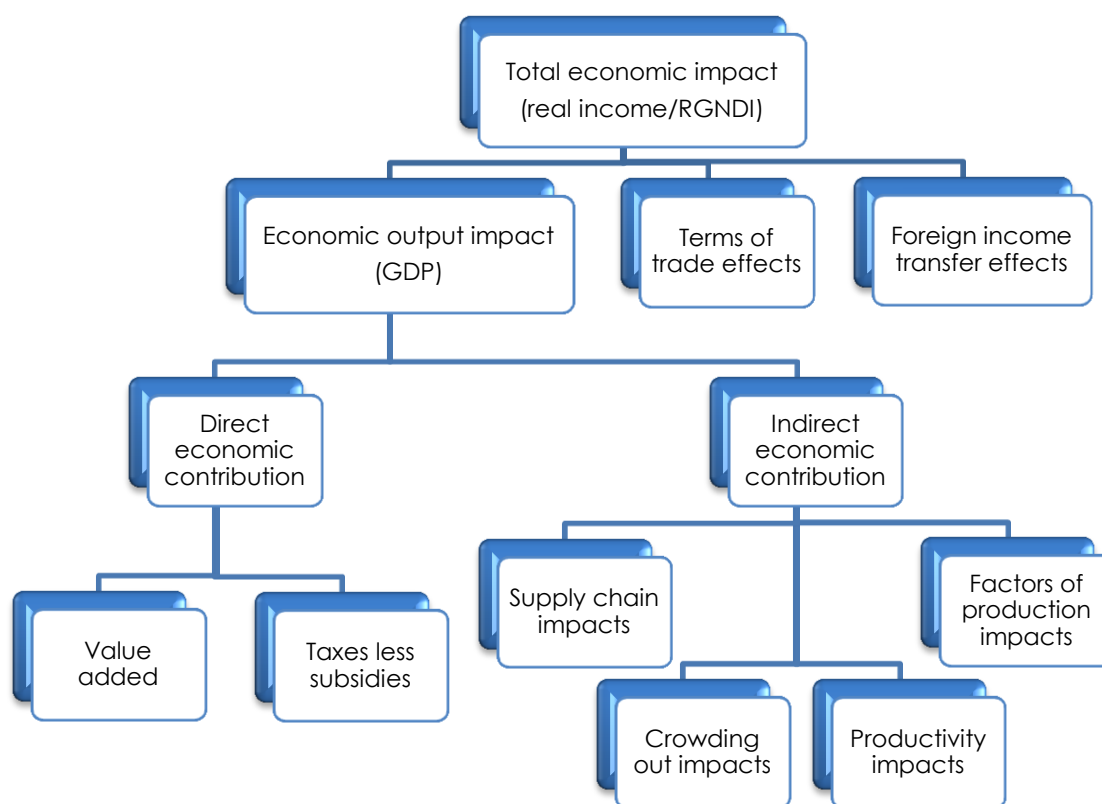 Total economic impact
(real income/RGNDI)
Economic output impact
(GDP)
Terms of
trade effects
Foreign income
transfer effects
Direct
economic
contribution
Indirect
economic
contribution
Value
added
Taxes less
subsidies
Supply chain
impacts
Factors of
production
impacts
Crowding
out impacts
Productivity
impacts